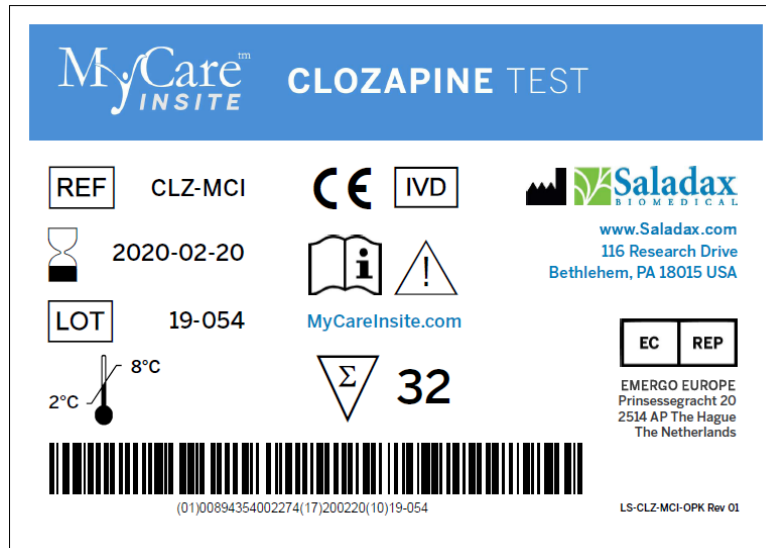 MyCare™
INSITE
CLOZAPINE TEST
REF CLZ-MCI
2020-02-20
LOT 19-054
8°C
2°C
CE IVD
i !
MyCareInsite.com
Σ 32
Saladax
BIOMEDICAL
www.Saladax.com
116 Research Drive
Bethlehem, PA 18015 USA
EC REP
EMERGO EUROPE
Prinsessegracht 20
2514 AP The Hague
The Netherlands
(01)00894354002274(17)200220(10)19-054
LS-CLZ-MCI-OPK Rev 01